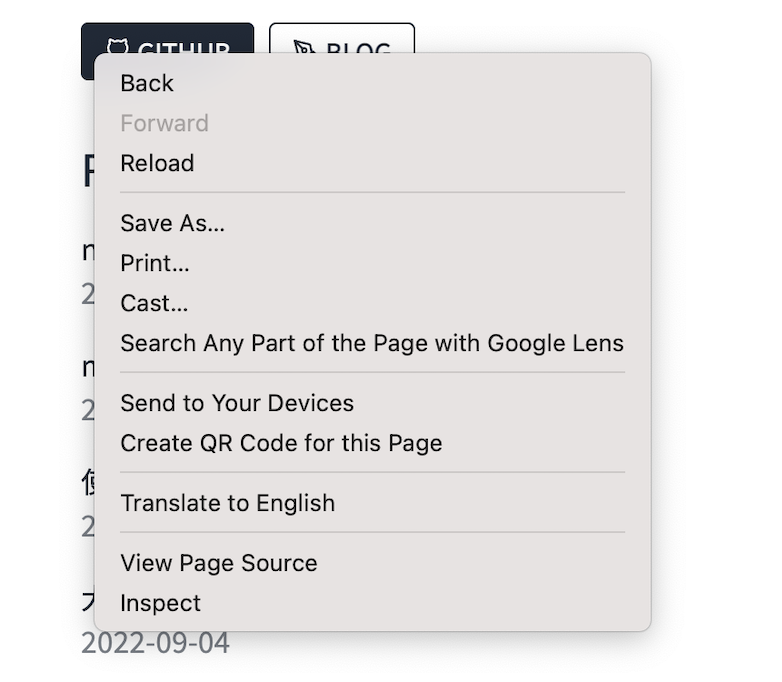 GITHUB
BLOG
Back
Forward
Reload
Save As...
Print...
Cast...
Search Any Part of the Page with Google Lens
Send to Your Devices
Create QR Code for this Page
Translate to English
View Page Source
Inspect
2022-09-04